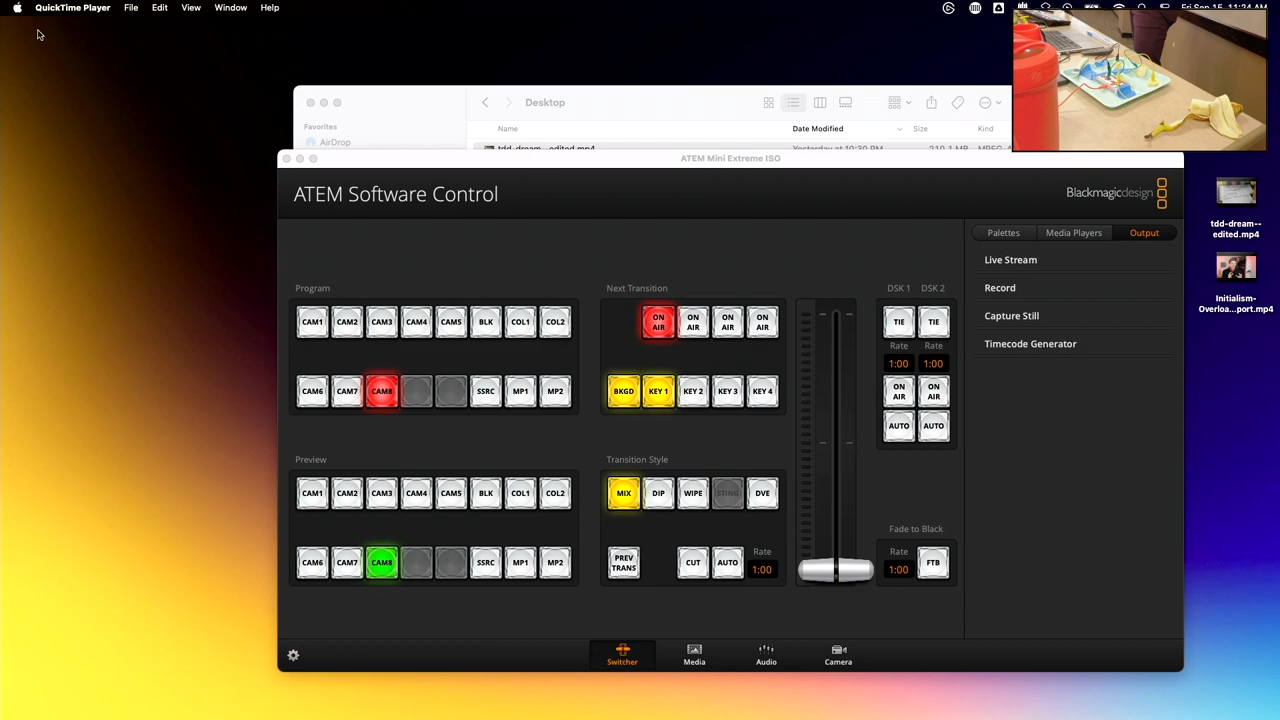 QuickTime Player File Edit View Window Help
Desktop
Favorites
AirDrop
Name Date Modified Size Kind
tdd-dream--edited.mp4
ATEM Mini Extreme ISO
ATEM Software Control
Blackmagicdesign
Palettes Media Players Output
Live Stream
Record
Capture Still
Timecode Generator
Program
CAM1 CAM2 CAM3 CAM4 CAM5 BLK COL1 COL2
CAM6 CAM7 CAM8 SSRC MP1 MP2
Next Transition
ON AIR ON AIR ON AIR ON AIR
BKGD KEY 1 KEY 2 KEY 3 KEY 4
DSK 1 DSK 2
TIE TIE
Rate Rate
1:00 1:00
ON AIR ON AIR
AUTO AUTO
Preview
CAM1 CAM2 CAM3 CAM4 CAM5 BLK COL1 COL2
CAM6 CAM7 CAM8 SSRC MP1 MP2
Transition Style
MIX DIP WIPE STING DVE
PREV TRANS CUT AUTO Rate 1:00
Fade to Black
Rate
1:00 FTB
Switcher Media Audio Camera
tdd-dream--
edited.mp4
Initialism-
Overloa...port.mp4